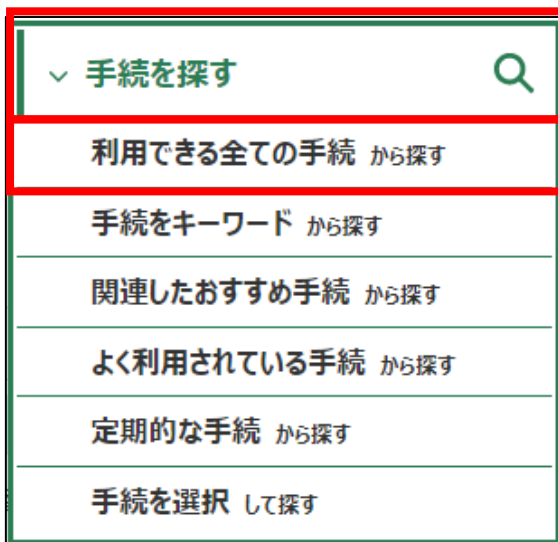 手続を探す
利用できる全ての手続 から探す
手続をキーワード から探す
関連したおすすめ手続 から探す
よく利用されている手続 から探す
定期的な手続 から探す
手続を選択 して探す